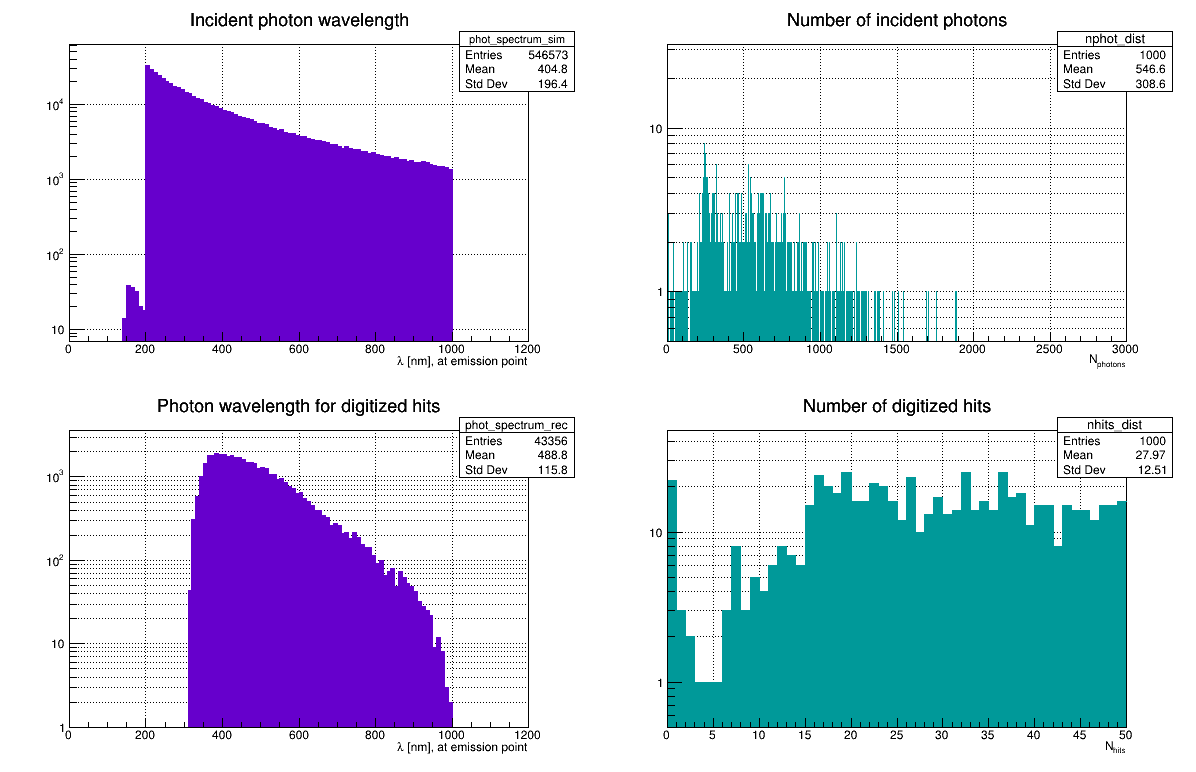 Incident photon wavelength
phot_spectrum_sim
Entries 546573
Mean 404.8
Std Dev 196.4
10^4
10^3
10^2
10
0 200 400 600 800 1000 1200
λ [nm], at emission point
Number of incident photons
nphot_dist
Entries 1000
Mean 546.6
Std Dev 308.6
10
1
0 500 1000 1500 2000 2500 3000
N_photons
Photon wavelength for digitized hits
phot_spectrum_rec
Entries 43356
Mean 488.8
Std Dev 115.8
10^3
10^2
10
1
0 200 400 600 800 1000 1200
λ [nm], at emission point
Number of digitized hits
nhits_dist
Entries 1000
Mean 27.97
Std Dev 12.51
10
1
0 5 10 15 20 25 30 35 40 45 50
N_hits